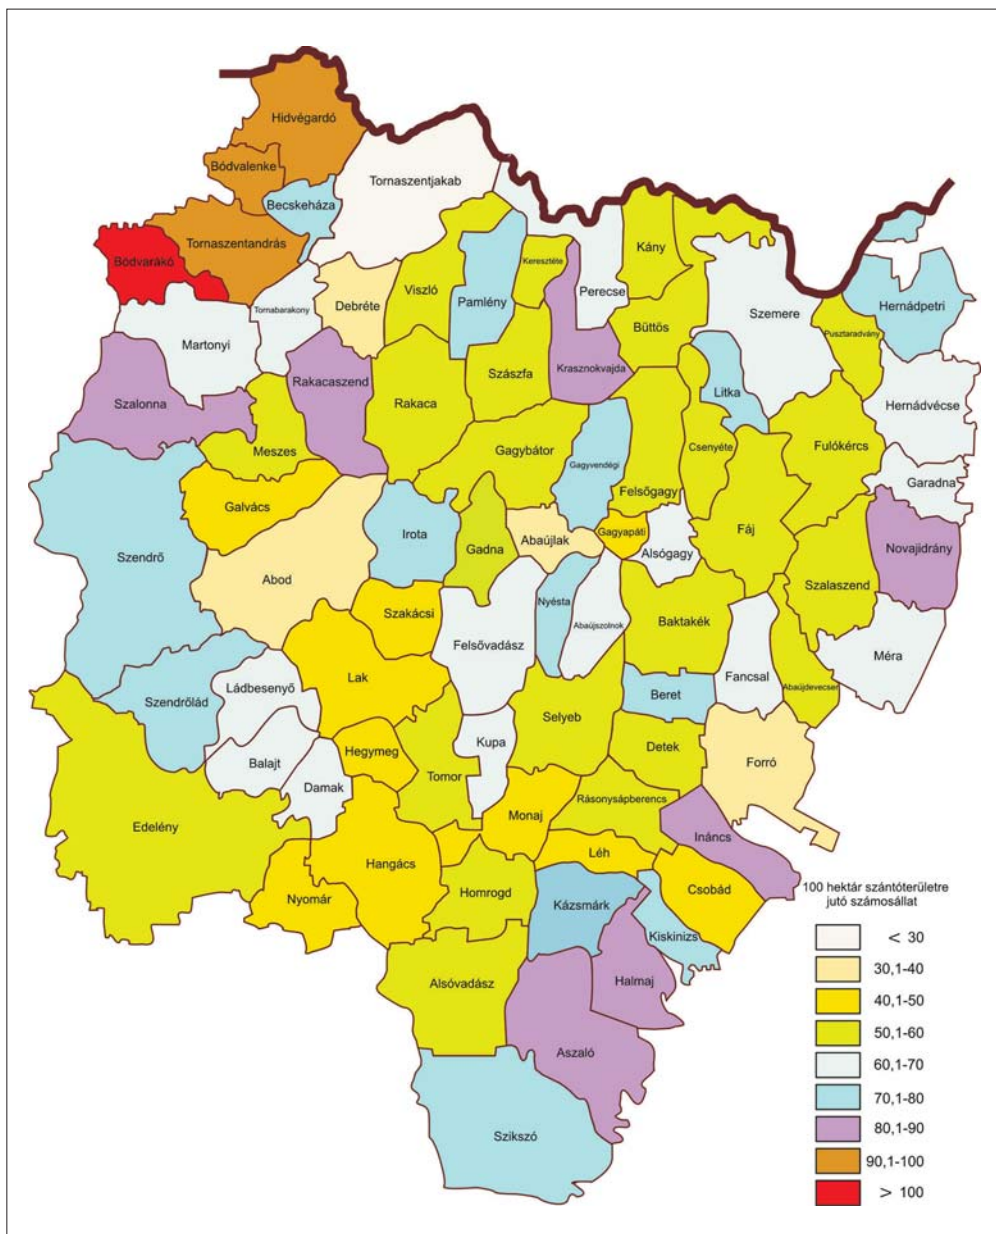 Hidvégardó
Bódvalenke
Tornaszentjakab
Becskeháza
Tornaszentandrás
Bódvarákó
Kány
Keresztéte
Viszló
Pamlény
Perecse
Hernádpetri
Debréte
Tornabarakony
Szemere
Büttös
Pusztaradvány
Martonyi
Rakacaszend
Szászfa
Krasznokvajda
Litka
Hernádvécse
Szalonna
Rakaca
Meszes
Gagybátor
Csenyéte
Fulókércs
Gagyvendégi
Garadna
Felsőgagy
Galvács
Irota
Gagyapáti
Fáj
Abaújlak
Novajidrány
Gadna
Alsógagy
Szendrő
Abod
Szalaszend
Nyésta
Szakácsi
Baktakék
Abaújszolnok
Felsővadász
Méra
Ládbesenyő
Lak
Fancsal
Abaújdevecser
Beret
Szendrőlád
Selyeb
Kupa
Detek
Hegymeg
Balajt
Forró
Tomor
Damak
Rásonysápberencs
Monaj
Edelény
Ináncs
Léh
Hangács
Csobád
100 hektár szántóterületre
jutó számosállat
Homrogd
Nyomár
Kázsmárk
Kiskinizs
< 30
30,1-40
Halmaj
Alsóvadász
40,1-50
50,1-60
Aszaló
60,1-70
70,1-80
80,1-90
Szikszó
90,1-100
> 100